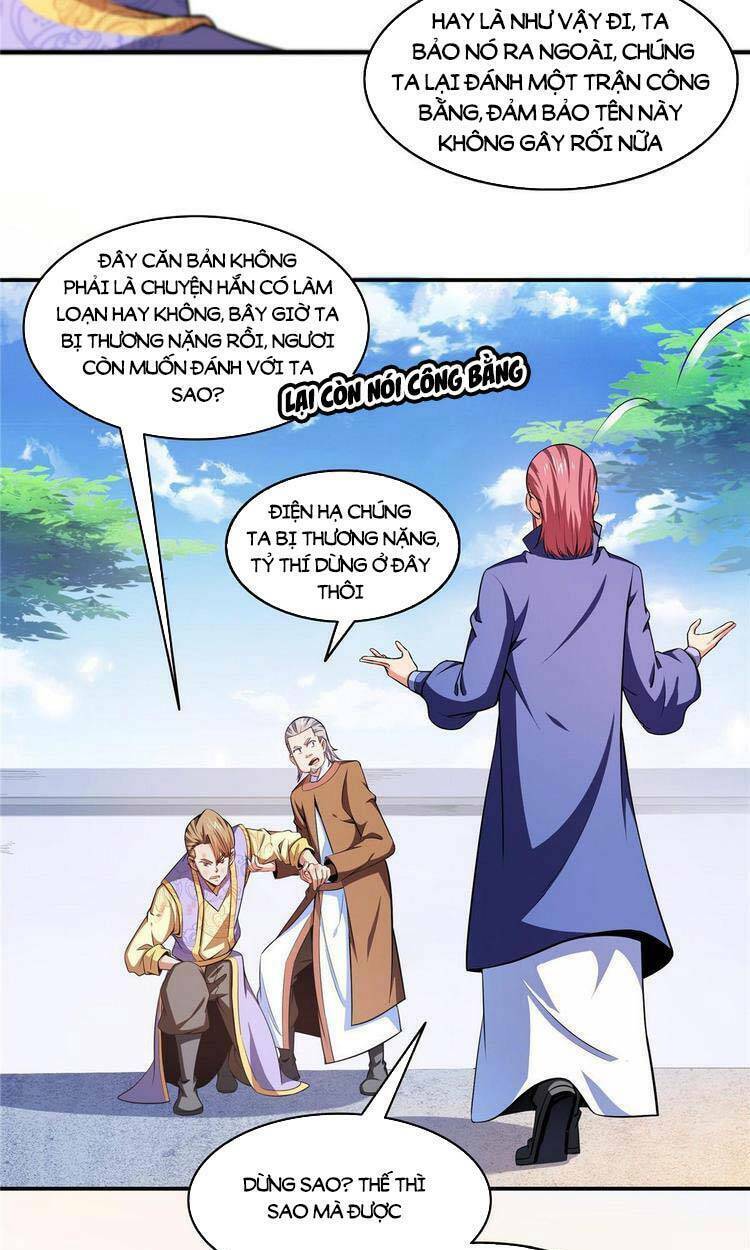 HAY LÀ NHƯ VẬY ĐI, TA
BẢO NÓ RA NGOÀI, CHÚNG
TA LẠI ĐÁNH MỘT TRẬN CÔNG
BẰNG, ĐẢM BẢO TÊN NÀY
KHÔNG GÂY RỐI NỮA
ĐÂY CĂN BẢN KHÔNG
PHẢI LÀ CHUYỆN HẮN CÓ LÀM
LOẠN HAY KHÔNG, BÂY GIỜ TA
BỊ THƯƠNG NẶNG RỒI, NGƯƠI
CÒN MUỐN ĐÁNH VỚI TA
SAO?
LẠI CÒN NÓI CÔNG BẰNG
ĐIỆN HẠ CHÚNG
TA BỊ THƯƠNG NẶNG,
TỶ THÍ DỪNG Ở ĐÂY
THÔI
DỪNG SAO? THẾ THÌ
SAO MÀ ĐƯỢC